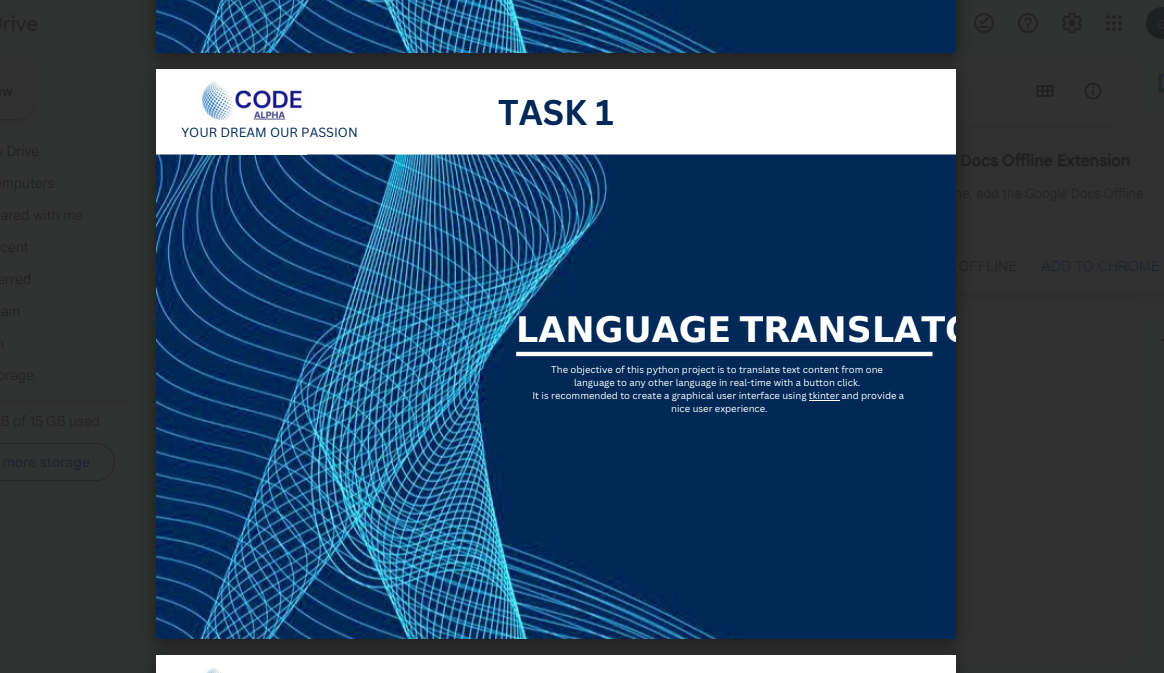 Drive
CODE
ALPHA
YOUR DREAM OUR PASSION
TASK 1
Drive
omputers
ared with me
cent
arred
am
orage
B of 15 GB used
more storage
Docs Offline Extension
ne, add the Google Docs Offline
OFFLINE ADD TO CHROME
LANGUAGE TRANSLATO
The objective of this python project is to translate text content from one
language to any other language in real-time with a button click.
It is recommended to create a graphical user interface using tkinter and provide a
nice user experience.